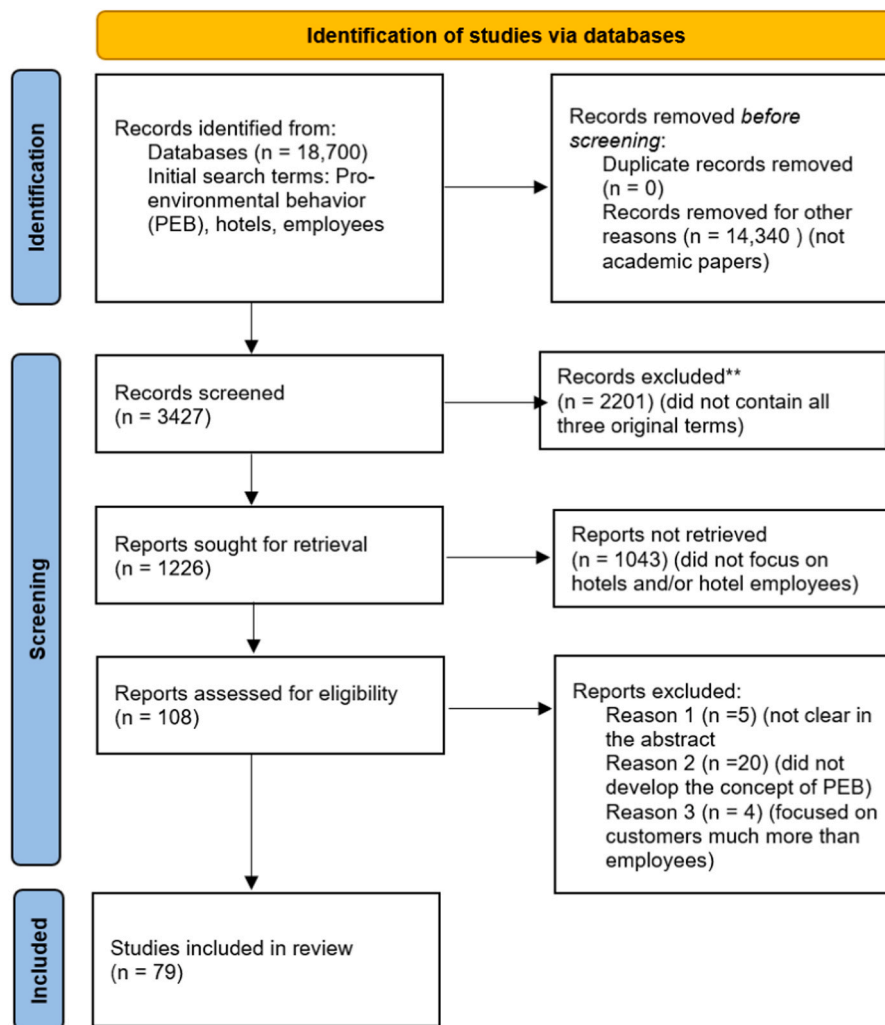 Identification of studies via databases
Identification
Records identified from:
Databases (n = 18,700)
Initial search terms: Pro-
environmental behavior
(PEB), hotels, employees
Records removed before
screening:
Duplicate records removed
(n = 0)
Records removed for other
reasons (n = 14,340 ) (not
academic papers)
Screening
Records screened
(n = 3427)
Records excluded**
(n = 2201) (did not contain all
three original terms)
Reports sought for retrieval
(n = 1226)
Reports not retrieved
(n = 1043) (did not focus on
hotels and/or hotel employees)
Reports assessed for eligibility
(n = 108)
Reports excluded:
Reason 1 (n =5) (not clear in
the abstract
Reason 2 (n =20) (did not
develop the concept of PEB)
Reason 3 (n = 4) (focused on
customers much more than
employees)
Included
Studies included in review
(n = 79)